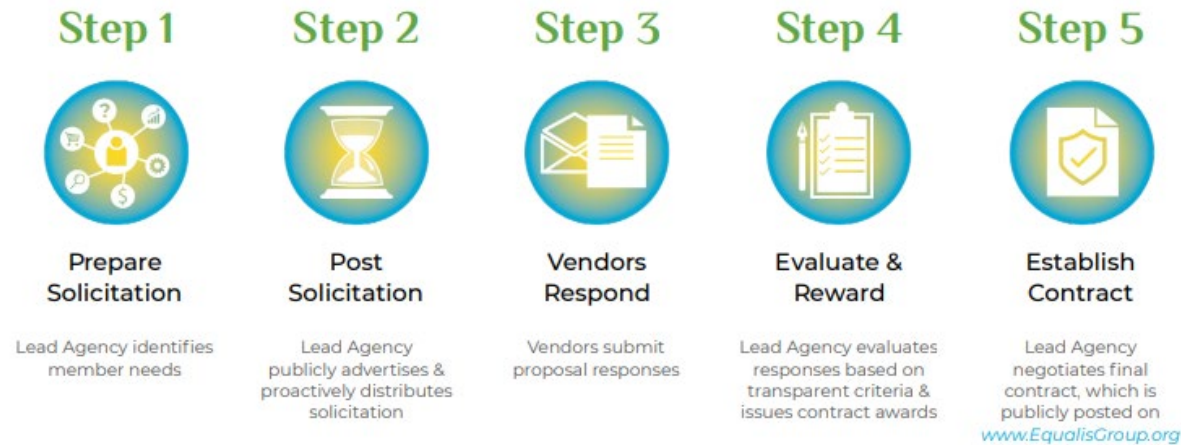 Step 1
Step 2
Step 3
Step 4
Step 5
?
$
Prepare
Solicitation
Post
Solicitation
Vendors
Respond
Evaluate &
Reward
Establish
Contract
Lead Agency identifies
member needs
Lead Agency
publicly advertises &
proactively distributes
solicitation
Vendors submit
proposal responses
Lead Agency evaluates
responses based on
transparent criteria &
issues contract awards
Lead Agency
negotiates final
contract, which is
publicly posted on
www.EqualisGroup.org